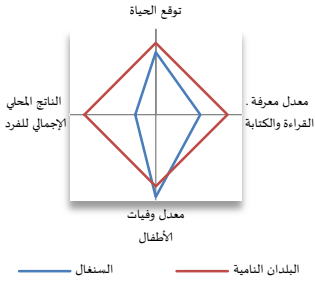 توقع الحياة
معدل معرفة .
القراءة والكتابة
الناتج المحلي
الإجمالي للفرد
معدل وفيات
الأطفال
البلدان النامية
السنغال